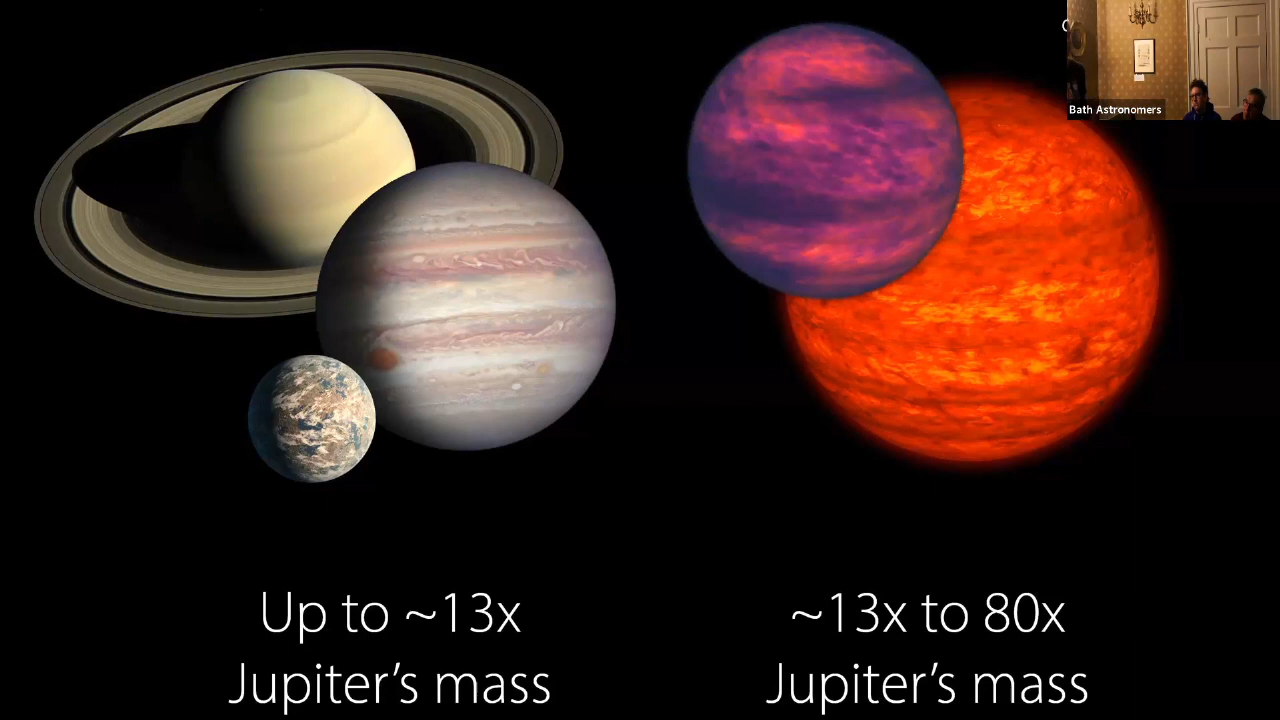 Bath Astronomers
Up to ~13x
Jupiter's mass
~13x to 80x
Jupiter's mass